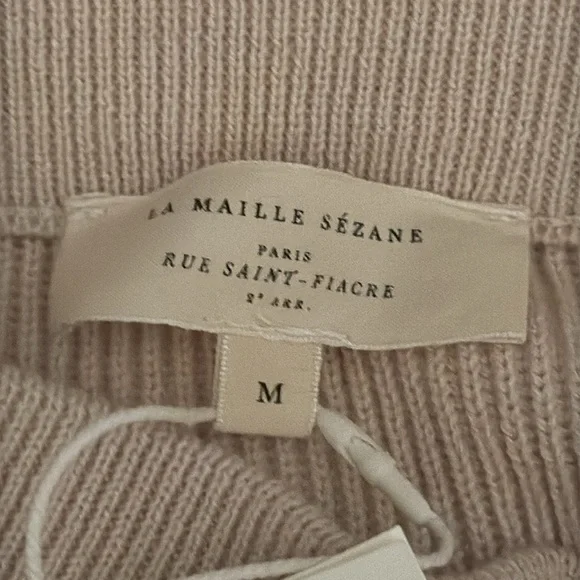 LA MAILLE SÉZANE
PARIS
RUE SAINT-FIACRE
2e ARR.
M